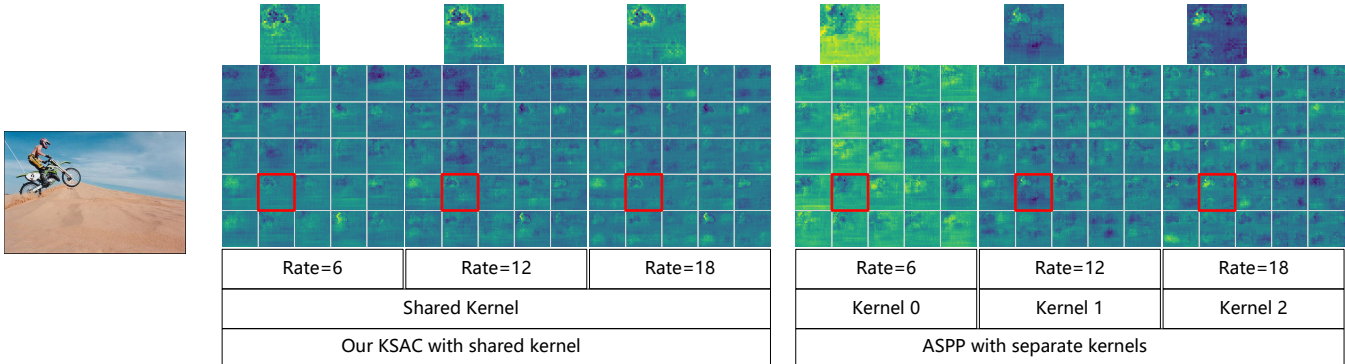 Rate=6 Rate=12 Rate=18 Rate=6 Rate=12 Rate=18
Shared Kernel Kernel 0 Kernel 1 Kernel 2
Our KSAC with shared kernel ASPP with separate kernels